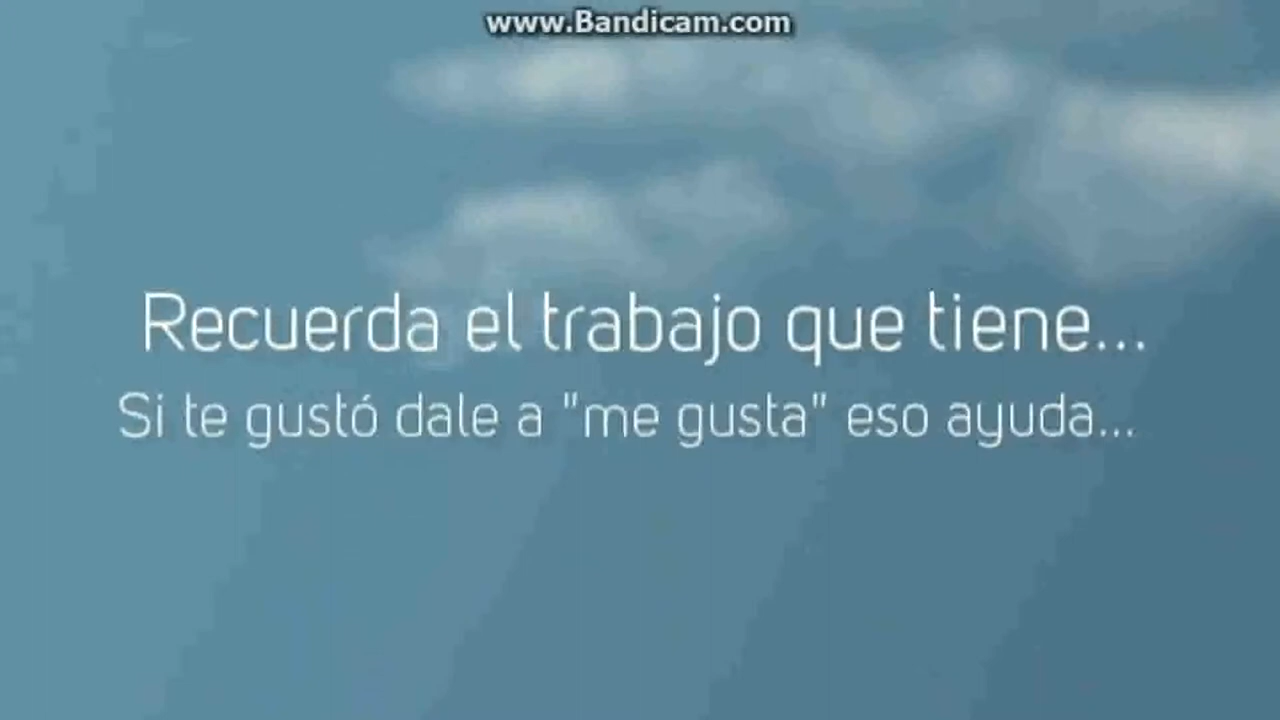 www.Bandicam.com
Recuerda el trabajo que tiene...
Si te gustó dale a "me gusta" eso ayuda...